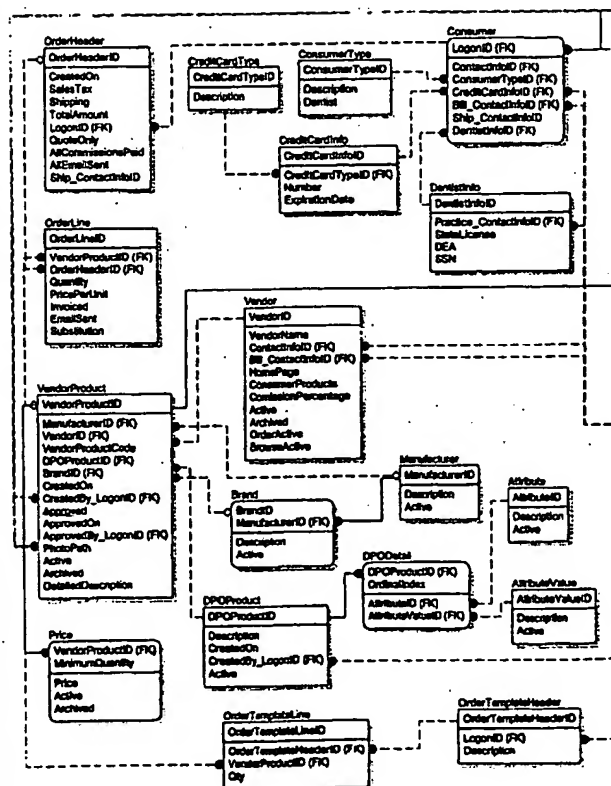 OrderHeader
OrderHeaderID
CreatedOn
SalesTax
Shipping
TotalAmount
LogonID (FK)
QuoteOnly
AllCommissionsPaid
AllEmailSent
Ship_ContactInfoID
CreditCardType
CreditCardTypeID
Description
ConsumerType
ConsumerTypeID
Description
Dentist
Consumer
LogonID (FK)
ContactInfoID (FK)
ConsumerTypeID (FK)
CreditCardInfoID (FK)
Bill_ContactInfoID (FK)
Ship_ContactInfoID
DentistInfoID (FK)
CreditCardInfo
CreditCardInfoID
CreditCardTypeID (FK)
Number
ExpirationDate
DentistInfo
DentistInfoID
Practice_ContactInfoID (FK)
StateLicense
DEA
SSN
OrderLine
OrderLineID
VendorProductID (FK)
OrderHeaderID (FK)
Quantity
PricePerUnit
Invoiced
EmailSent
Substitution
Vendor
VendorID
VendorName
ContactInfoID (FK)
Bill_ContactInfoID (FK)
HomePage
ConsumerProducts
ComissionPercentage
Active
Archived
OrderActive
BrowseActive
VendorProduct
VendorProductID
ManufacturerID (FK)
VendorID (FK)
VendorProductCode
DPOProductID (FK)
BrandID (FK)
CreatedOn
CreatedBy_LogonID (FK)
Approved
ApprovedOn
ApprovedBy_LogonID (FK)
PhotoPath
Active
Archived
DetailedDescription
Manufacturer
ManufacturerID
Description
Active
Brand
BrandID
ManufacturerID (FK)
Description
Active
Attribute
AttributeID
Description
Active
DPODetail
DPOProductID (FK)
OrdinalIndex
AttributeID (FK)
AttributeValueID (FK)
AttributeValue
AttributeValueID
Description
Active
DPOProduct
DPOProductID
Description
CreatedOn
CreatedBy_LogonID (FK)
Active
Price
VendorProductID (FK)
MinimumQuantity
Price
Active
Archived
OrderTemplateLine
OrderTemplateLineID
OrderTemplateHeaderID (FK)
VendorProductID (FK)
Qty
OrderTemplateHeader
OrderTemplateHeaderID
LogonID (FK)
Description